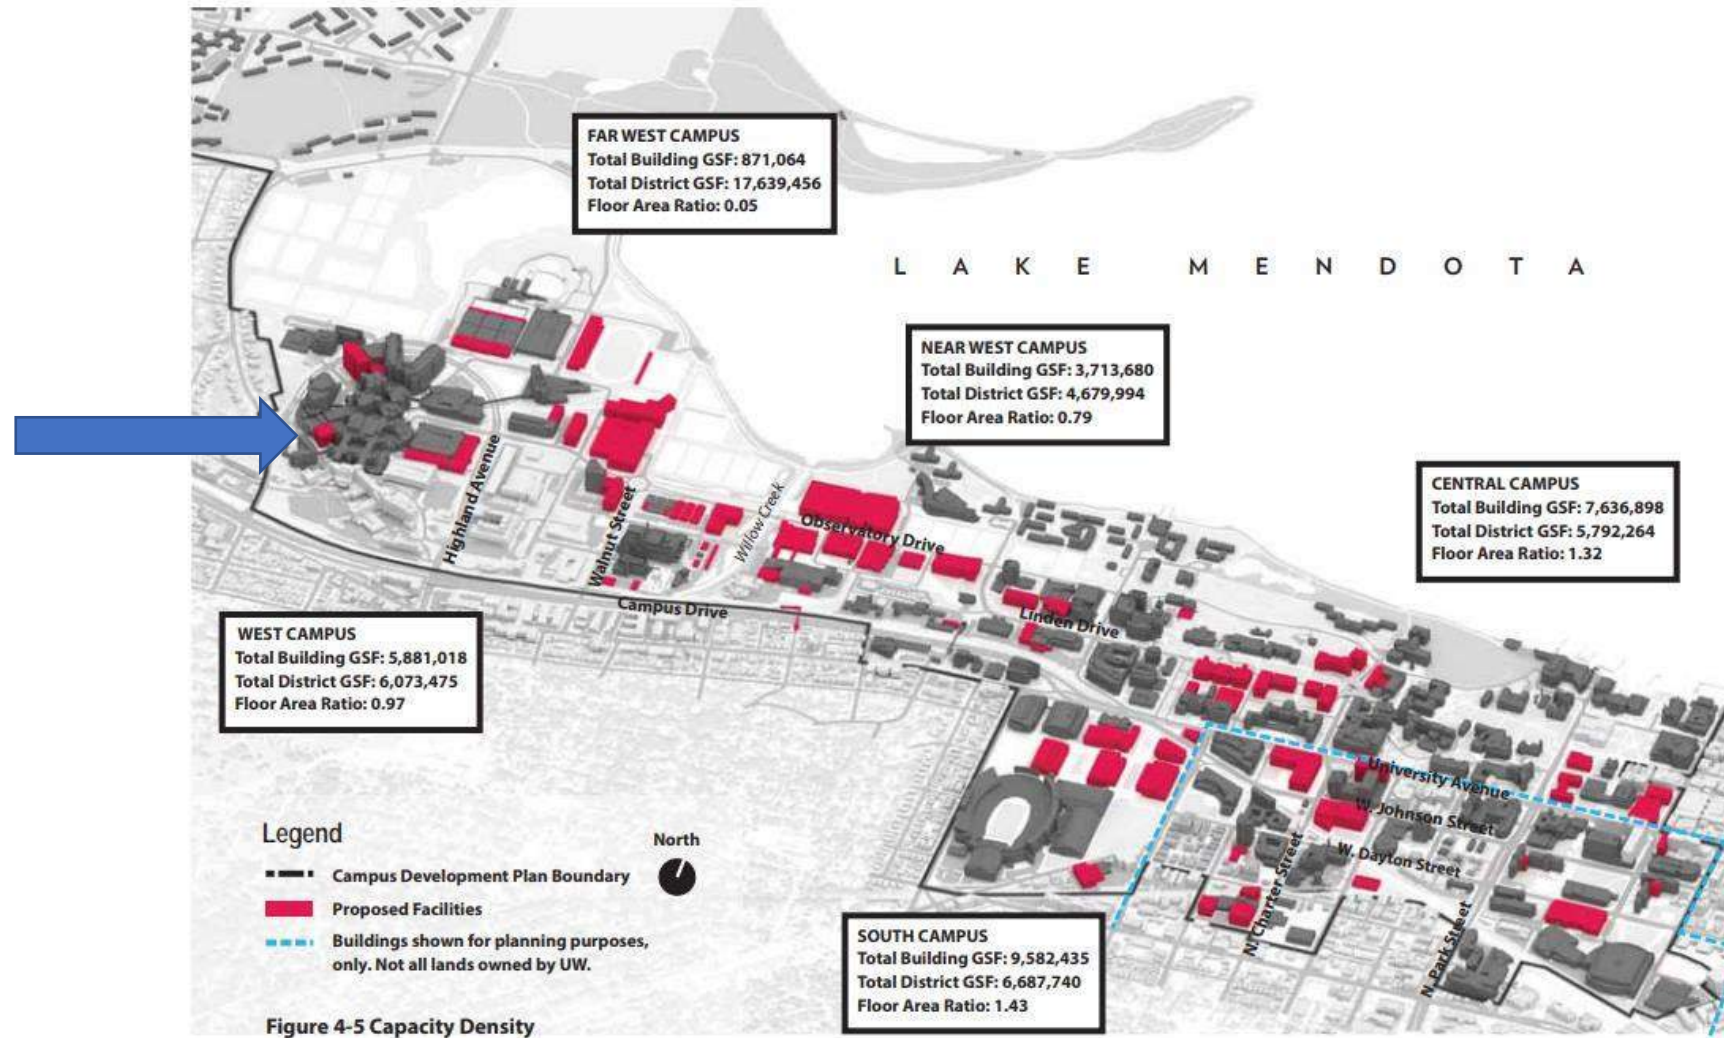 FAR WEST CAMPUS
Total Building GSF: 871,064
Total District GSF: 17,639,456
Floor Area Ratio: 0.05
LAKE MENDOTA
NEAR WEST CAMPUS
Total Building GSF: 3,713,680
Total District GSF: 4,679,994
Floor Area Ratio: 0.79
CENTRAL CAMPUS
Total Building GSF: 7,636,898
Total District GSF: 5,792,264
Floor Area Ratio: 1.32
Highland Avenue
Walnut Street
Willow Creek
Observatory Drive
Campus Drive
Linden Drive
WEST CAMPUS
Total Building GSF: 5,881,018
Total District GSF: 6,073,475
Floor Area Ratio: 0.97
University Avenue
W. Johnson Street
W. Dayton Street
N. Charter Street
N. Park Street
Legend
North
Campus Development Plan Boundary
Proposed Facilities
Buildings shown for planning purposes,
only. Not all lands owned by UW.
SOUTH CAMPUS
Total Building GSF: 9,582,435
Total District GSF: 6,687,740
Floor Area Ratio: 1.43
Figure 4-5 Capacity Density